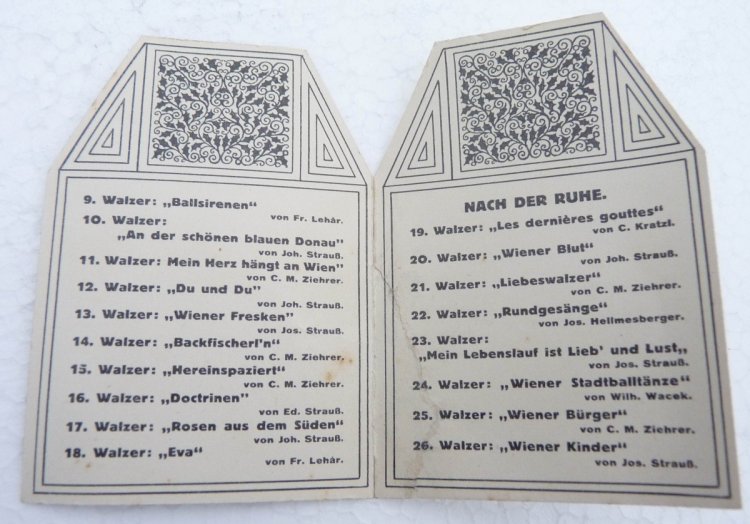 9. Walzer: „Ballsirenen“
von Fr. Lehár.
10. Walzer:
„An der schönen blauen Donau”
von Joh. Strauß.
11. Walzer: Mein Herz hängt an Wien”
von C. M. Ziehrer.
12. Walzer: „Du und Du”
von Joh. Strauß.
13. Walzer: „Wiener Fresken”
von Jos. Strauß.
14. Walzer: „Backfischerl'n“
von C. M. Ziehrer.
15. Walzer: „Hereinspaziert“
von C. M. Ziehrer.
16. Walzer: „Doctrinen”
von Ed. Strauß.
17. Walzer: „Rosen aus dem Süden“
von Joh. Strauß.
18. Walzer: „Eva“
von Fr. Lehár.
NACH DER RUHE.
19. Walzer: „Les dernières gouttes“
von C. Kratzl.
20. Walzer: „Wiener Blut“
von Joh. Strauß.
21. Walzer: „Liebeswalzer“
von C. M. Ziehrer.
22. Walzer: „Rundgesänge“
von Jos. Hellmesberger.
23. Walzer:
„Mein Lebenslauf ist Lieb' und Lust„
von Jos. Strauß.
24. Walzer: „Wiener Stadtballtänze“
von Wilh. Wacek.
25. Walzer: „Wiener Bürger“
von C. M. Ziehrer.
26. Walzer: „Wiener Kinder“
von Jos. Strauß.